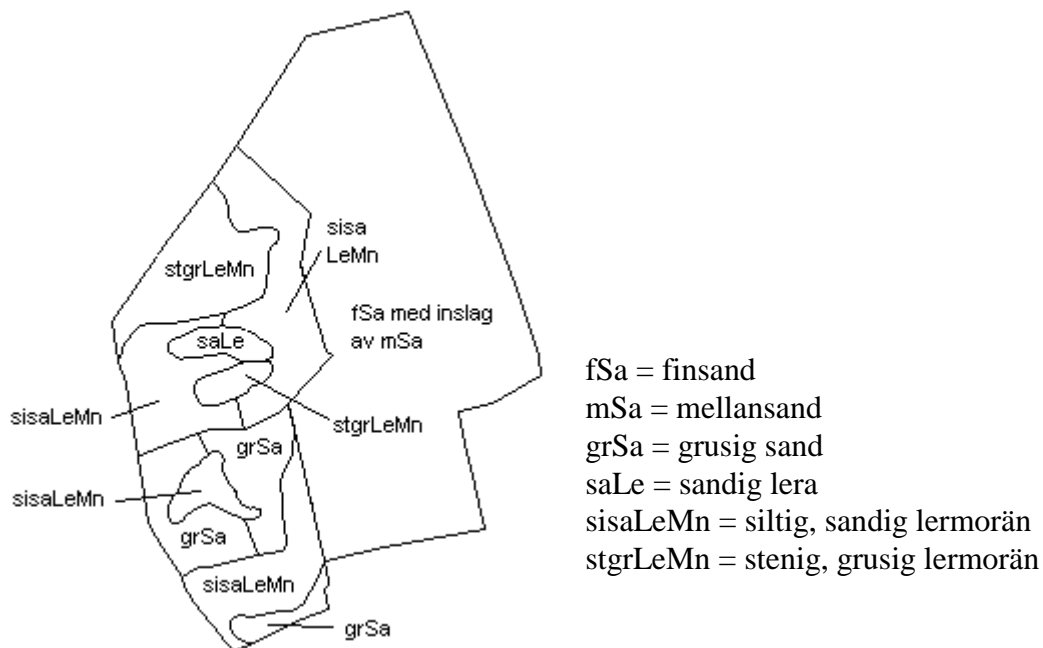 sisa
LeMn
stgrLeMn
fSa med inslag
av mSa
saLe
sisaLeMn
stgrLeMn
grSa
sisaLeMn
grSa
sisaLeMn
grSa
fSa = finsand
mSa = mellansand
grSa = grusig sand
saLe = sandig lera
sisaLeMn = siltig, sandig lermorän
stgrLeMn = stenig, grusig lermorän